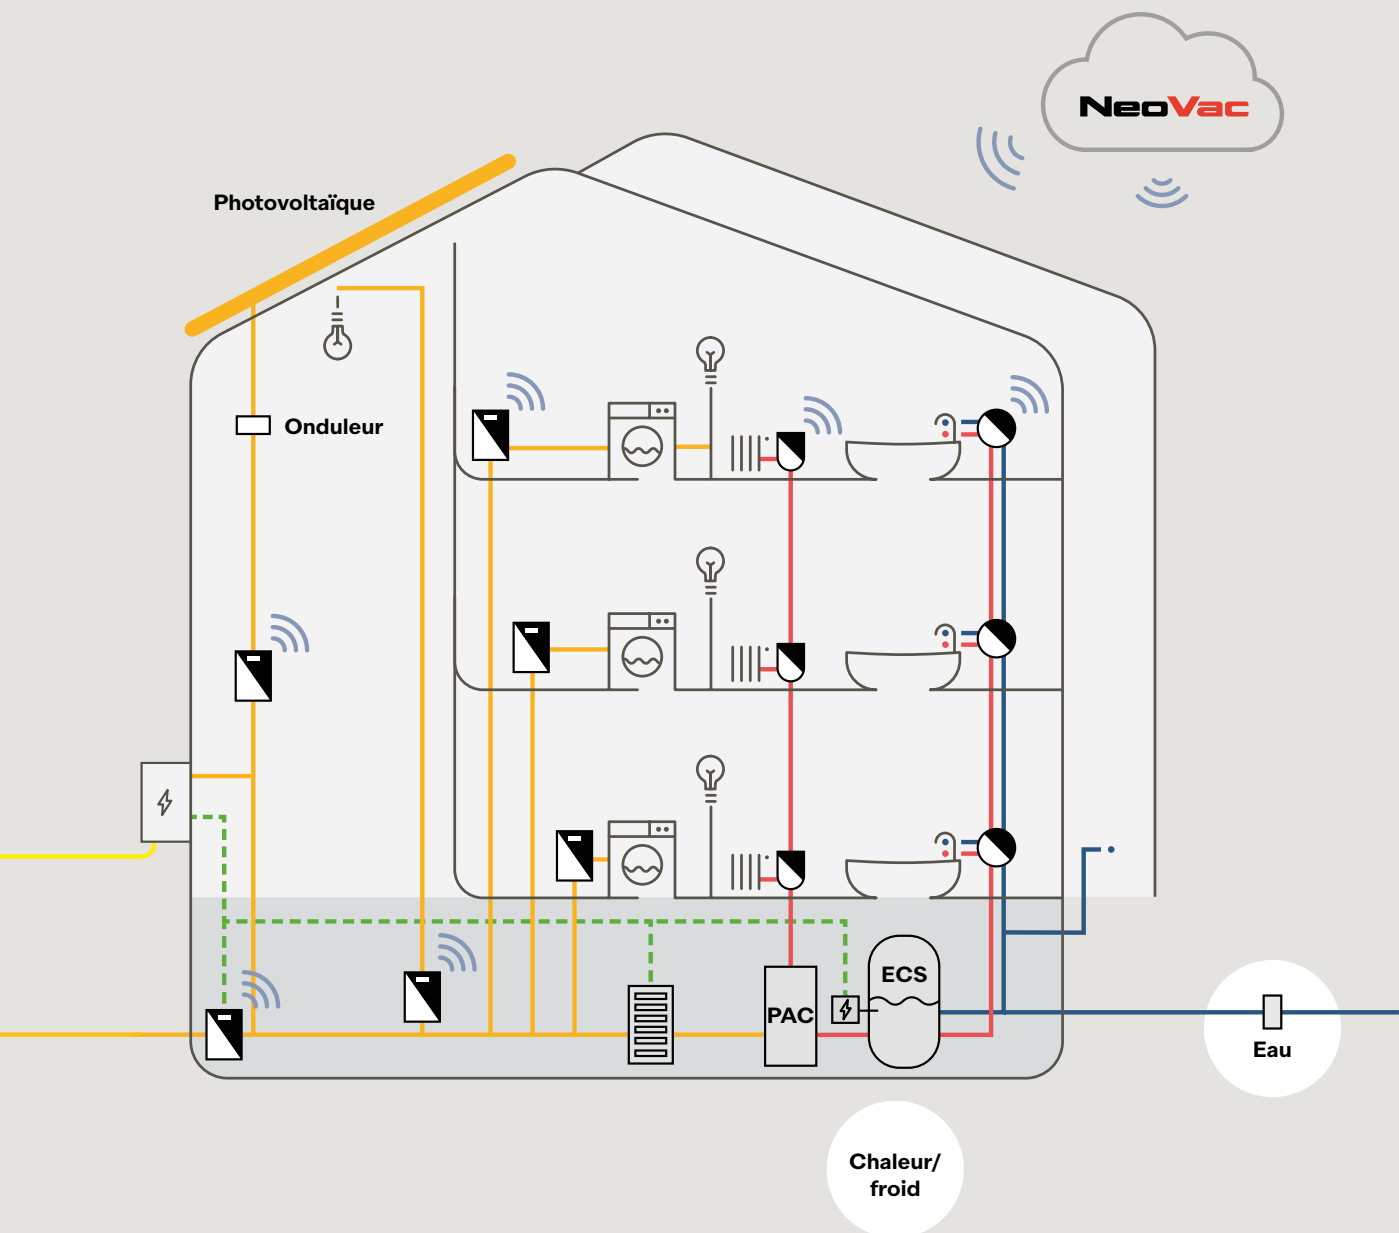 NeoVac
Photovoltaïque
Onduleur
ECS
PAC
Eau
Chaleur/
froid